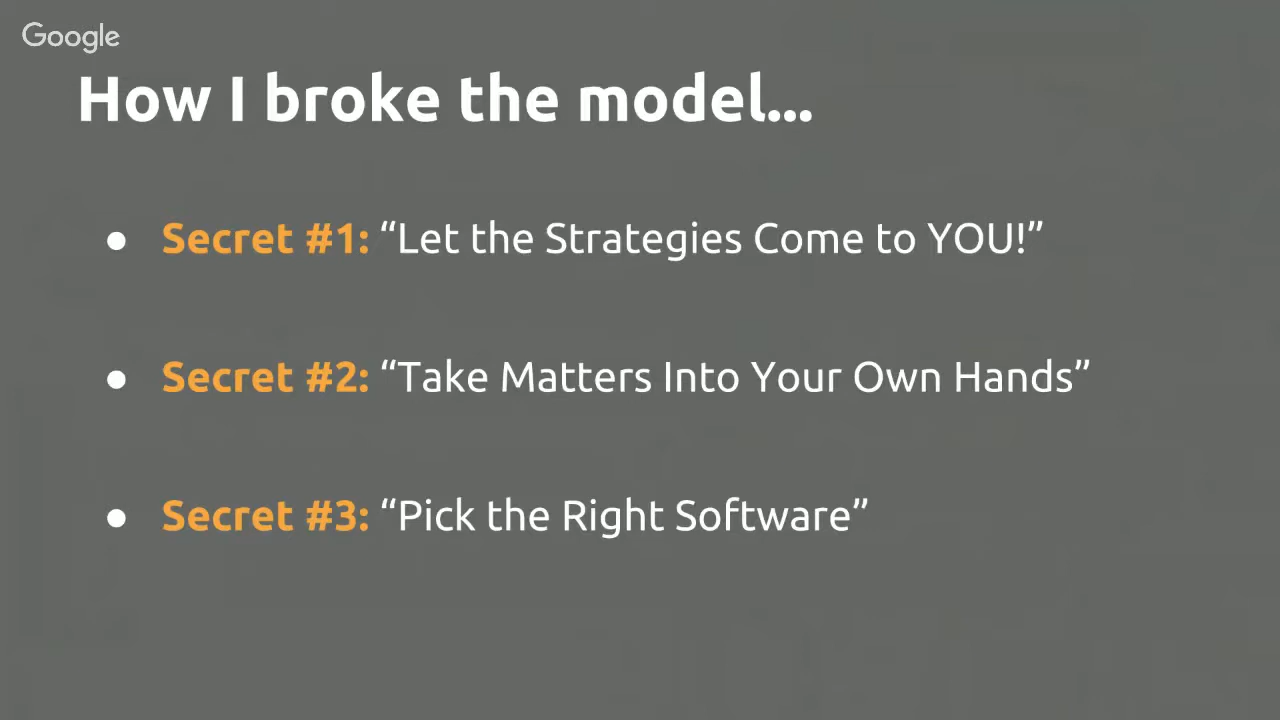 Google
How I broke the model...
● Secret #1: “Let the Strategies Come to YOU!”
● Secret #2: “Take Matters Into Your Own Hands”
● Secret #3: “Pick the Right Software”